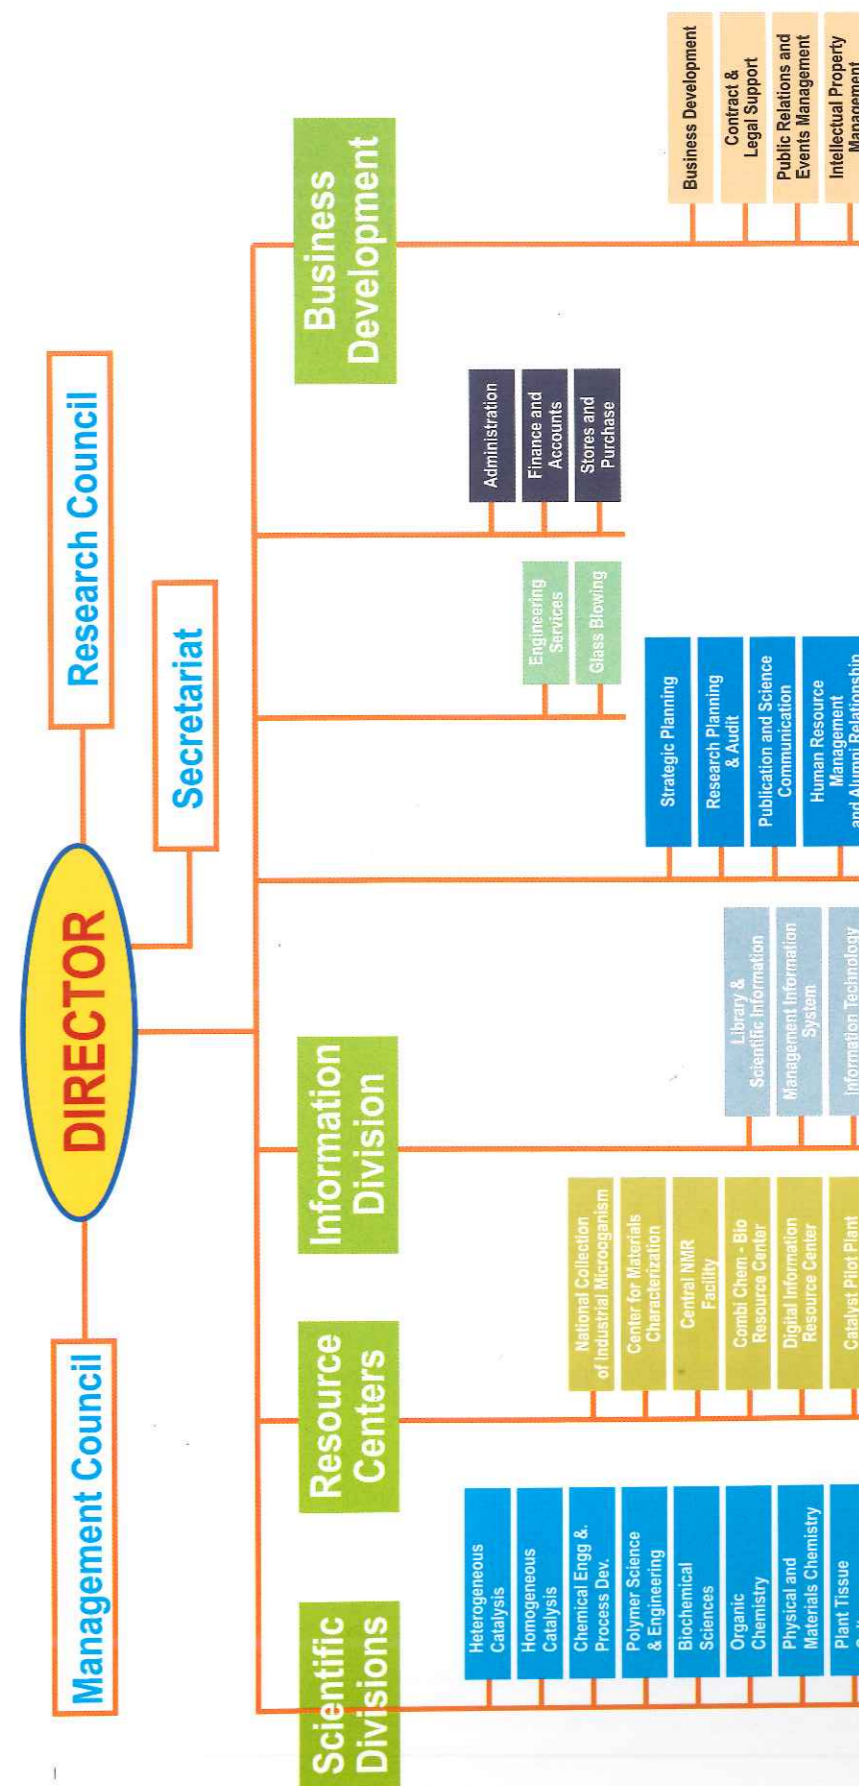 Management Council
DIRECTOR
Research Council
Secretariat
Scientific
Divisions
Heterogeneous
Catalysis
Homogeneous
Catalysis
Chemical Engg &.
Process Dev.
Polymer Science
& Engineering
Biochemical
Sciences
Organic
Chemistry
Physical and
Materials Chemistry
Plant Tissue
Resource
Centers
National Collection
of Industrial Microoganism
Center for Materials
Characterization
Central NMR
Facility
Combi Chem - Bio
Resource Center
Digital Information
Resource Center
Catalyst Pilot Plant
Information
Division
Library &
Scientific Information
Management Information
System
Information Technology
Strategic Planning
Research Planning
& Audit
Publication and Science
Communication
Human Resource
Management
and Alumni Relationship
Engineering
Services
Glass Blowing
Administration
Finance and
Accounts
Stores and
Purchase
Business
Development
Business Development
Contract &
Legal Support
Public Relations and
Events Management
Intellectual Property
Management